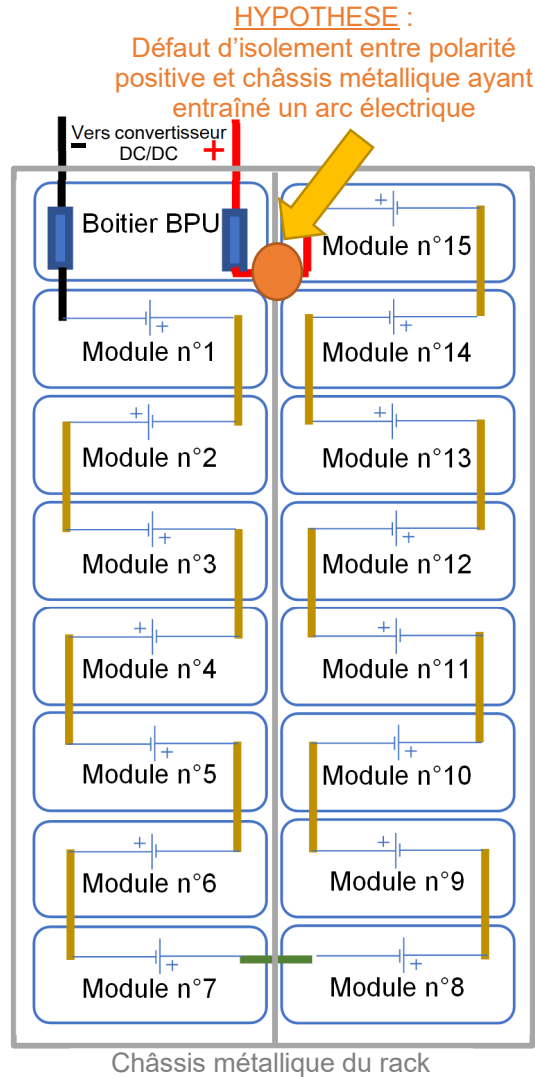 HYPOTHESE :
Défaut d’isolement entre polarité
positive et châssis métallique ayant
entraîné un arc électrique
Vers convertisseur
- DC/DC +
Boitier BPU
+
Module n°15
+
Module n°1
+
Module n°14
+
Module n°2
+
Module n°13
+
Module n°3
+
Module n°12
+
Module n°4
+
Module n°11
+
Module n°5
+
Module n°10
+
Module n°6
+
Module n°9
+
Module n°7
+
Module n°8
Châssis métallique du rack